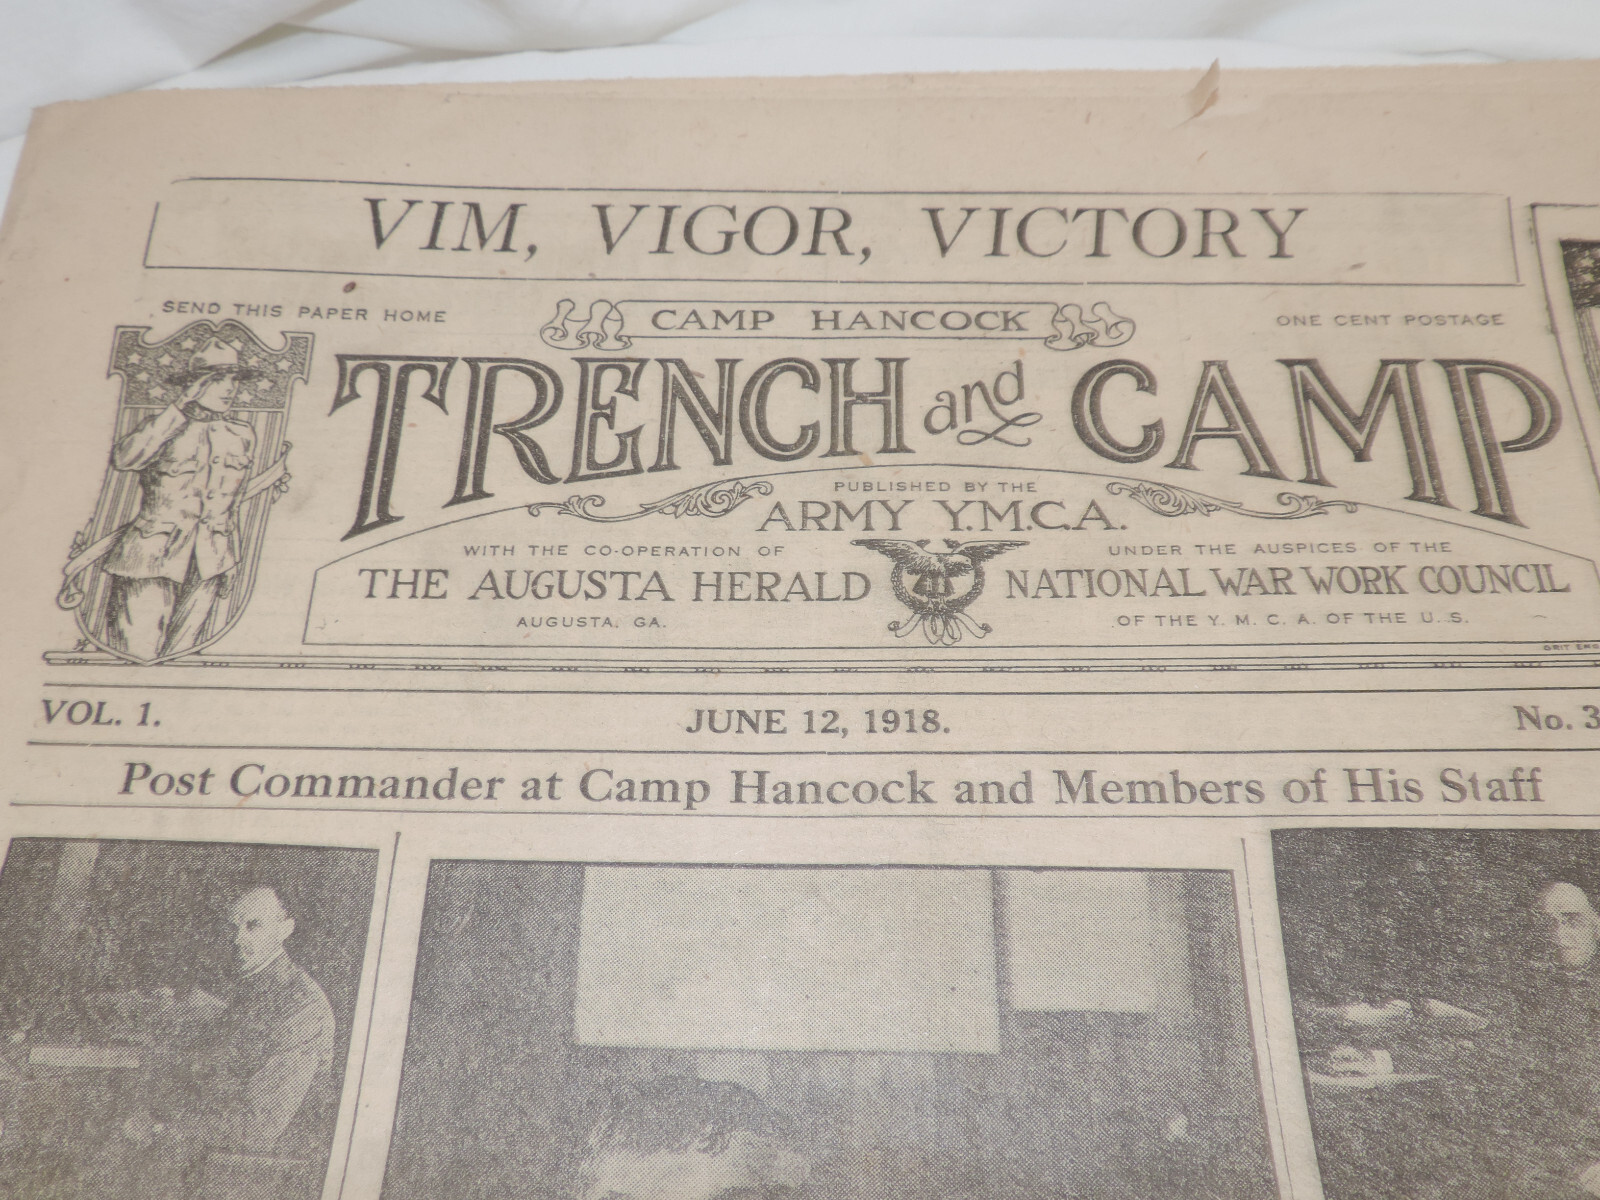 VIM, VIGOR, VICTORY
SEND THIS PAPER HOME
CAMP HANCOCK
ONE CENT POSTAGE
TRENCH and CAMP
PUBLISHED BY THE
ARMY Y.M.C.A.
WITH THE CO-OPERATION OF
THE AUGUSTA HERALD
AUGUSTA, GA.
UNDER THE AUSPICES OF THE
NATIONAL WAR WORK COUNCIL
OF THE Y. M. C. A. OF THE U. S.
VOL. 1.
JUNE 12, 1918.
No. 3
Post Commander at Camp Hancock and Members of His Staff